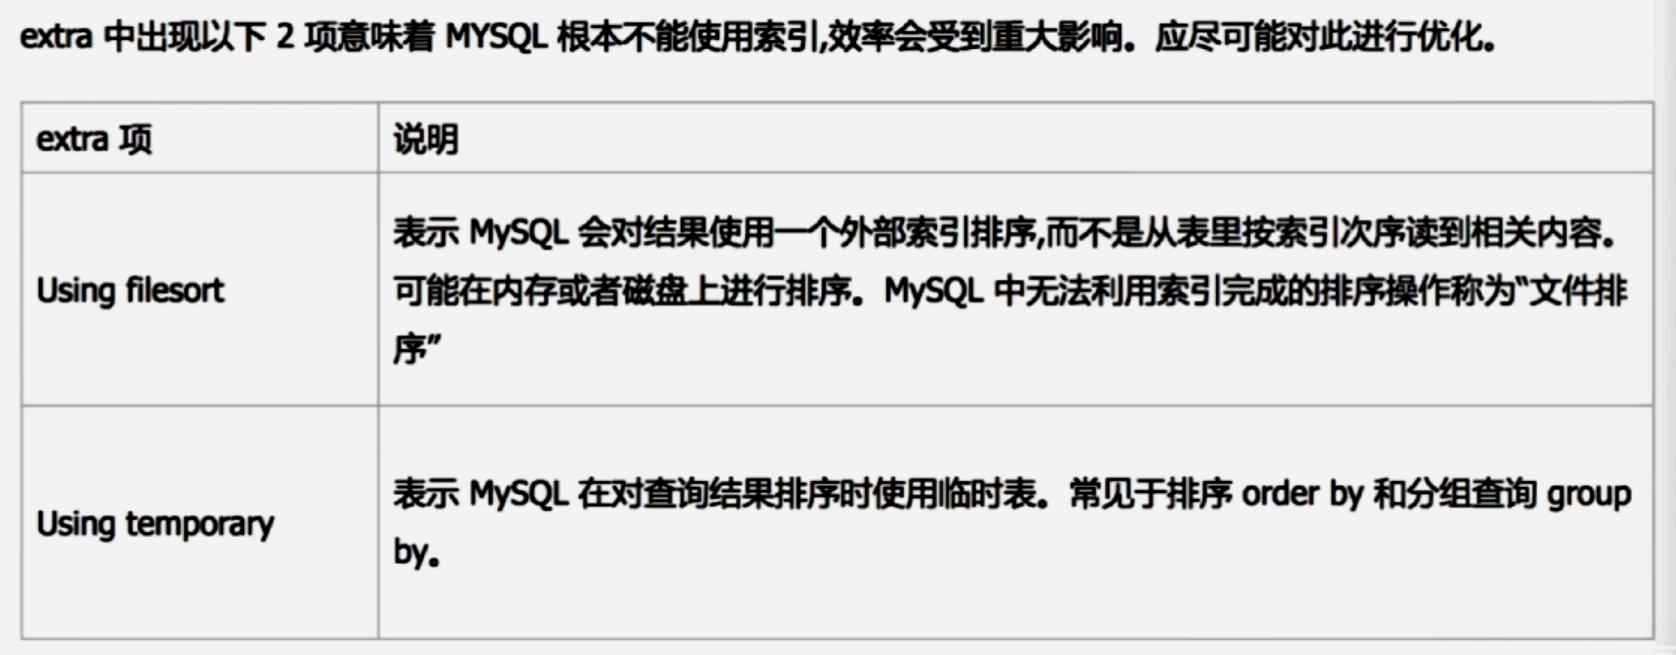 extra 中出现以下 2 项意味着 MYSQL 根本不能使用索引,效率会受到重大影响。应尽可能对此进行优化。
extra 项
说明
Using filesort
表示 MySQL 会对结果使用一个外部索引排序,而不是从表里按索引次序读到相关内容。
可能在内存或者磁盘上进行排序。MySQL 中无法利用索引完成的排序操作称为“文件排
序”
Using temporary
表示 MySQL 在对查询结果排序时使用临时表。常见于排序 order by 和分组查询 group
by。